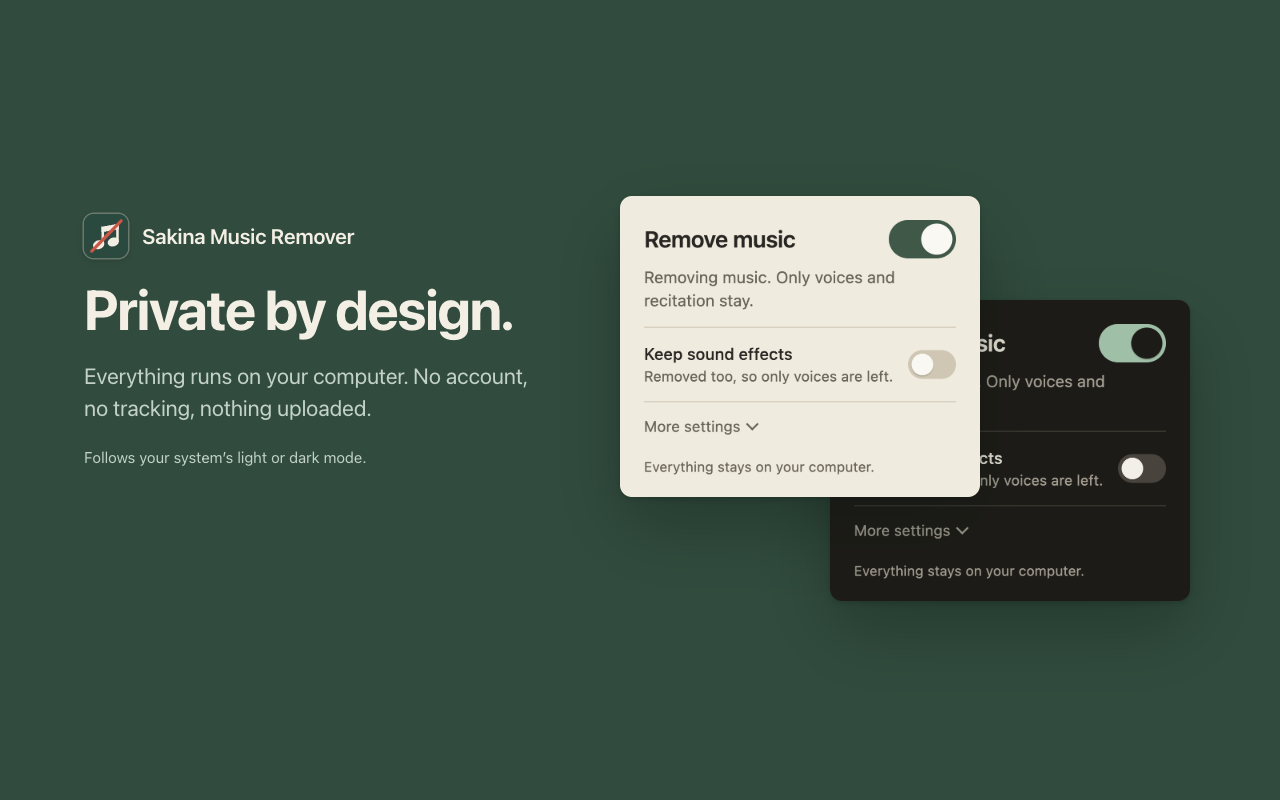 Sakina Music Remover
Private by design.
Everything runs on your computer. No account,
no tracking, nothing uploaded.
Follows your system’s light or dark mode.
Remove music
Removing music. Only voices and
recitation stay.
Keep sound effects
Removed too, so only voices are left.
More settings
Everything stays on your computer.
Only voices and
only voices are left.
More settings
Everything stays on your computer.